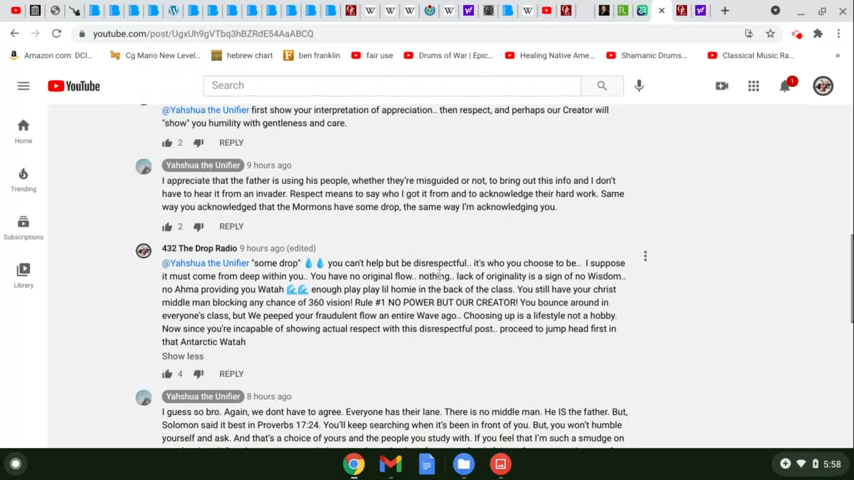 youtube.com/post/UgxUh9gVTbq3hBZRdE54AaABCQ
Amazon.com: DCI...
Cg Mario New Level...
hebrew chart
ben franklin
fair use
Drums of War | Epic...
Healing Native Ame...
Shamanic Drums...
Classical Music Ra...
YouTube
Search
1
Home
Trending
Subscriptions
Library
@Yahshua the Unifier first show your interpretation of appreciation.. then respect, and perhaps our Creator will
"show" you humility with gentleness and care.
2 REPLY
Yahshua the Unifier 9 hours ago
I appreciate that the father is using his people, whether they're misguided or not, to bring out this info and I don't
have to hear it from an invader. Respect means to say who I got it from and to acknowledge their hard work. Same
way you acknowledged that the Mormons have some drop, the same way I'm acknowledging you.
2 REPLY
432 The Drop Radio 9 hours ago (edited)
@Yahshua the Unifier "some drop" 💧💧 you can't help but be disrespectful.. it's who you choose to be.. I suppose
it must come from deep within you.. You have no original flow.. nothing.. lack of originality is a sign of no Wisdom..
no Ahma providing you Watah 🌊🌊 enough play play lil homie in the back of the class. You still have your christ
middle man blocking any chance of 360 vision! Rule #1 NO POWER BUT OUR CREATOR! You bounce around in
everyone's class, but We peeped your fraudulent flow an entire Wave ago.. Choosing up is a lifestyle not a hobby.
Now since you're incapable of showing actual respect with this disrespectful post.. proceed to jump head first in
that Antarctic Watah
Show less
4 REPLY
Yahshua the Unifier 8 hours ago
I guess so bro. Again, we dont have to agree. Everyone has their lane. There is no middle man. He IS the father. But,
Solomon said it best in Proverbs 17:24. You'll keep searching when it's been in front of you. But, you won't humble
yourself and ask. And that's a choice of yours and the people you study with. If you feel that I'm such a smudge on
5:58